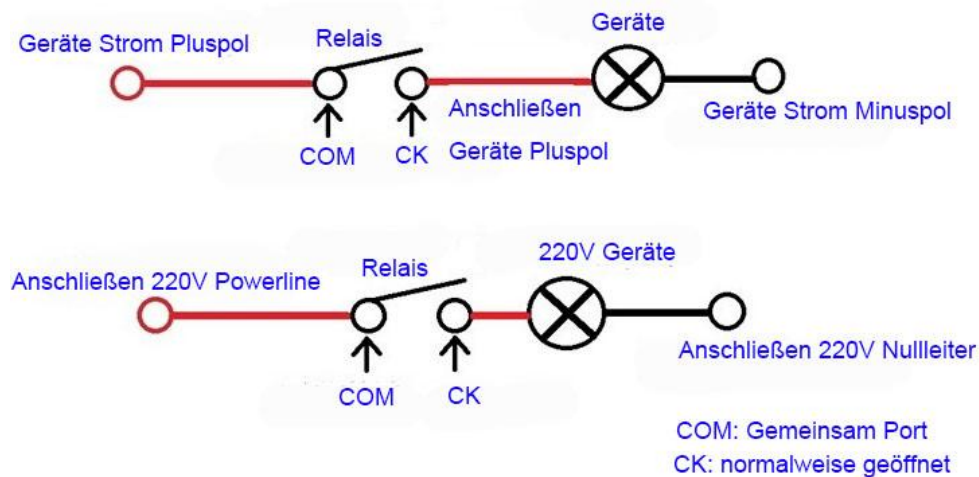 Geräte
Geräte Strom Pluspol
Relais
Anschließen
Geräte Pluspol
Geräte Strom Minuspol
COM
CK
220V Geräte
Relais
Anschließen 220V Powerline
Anschließen 220V Nullleiter
COM
CK
COM: Gemeinsam Port
CK: normalweise geöffnet